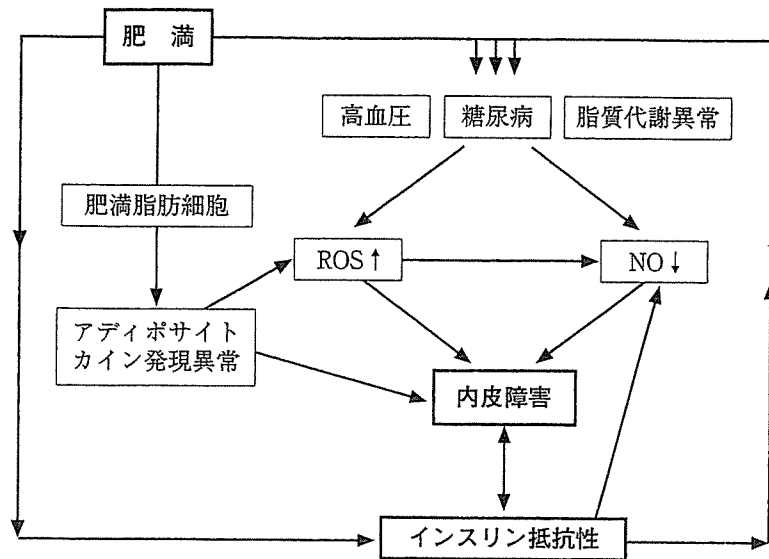 肥 満
高血圧
糖尿病
脂質代謝異常
肥満脂肪細胞
ROS↑
NO↓
アディポサイト
カイン発現異常
内皮障害
インスリン抵抗性